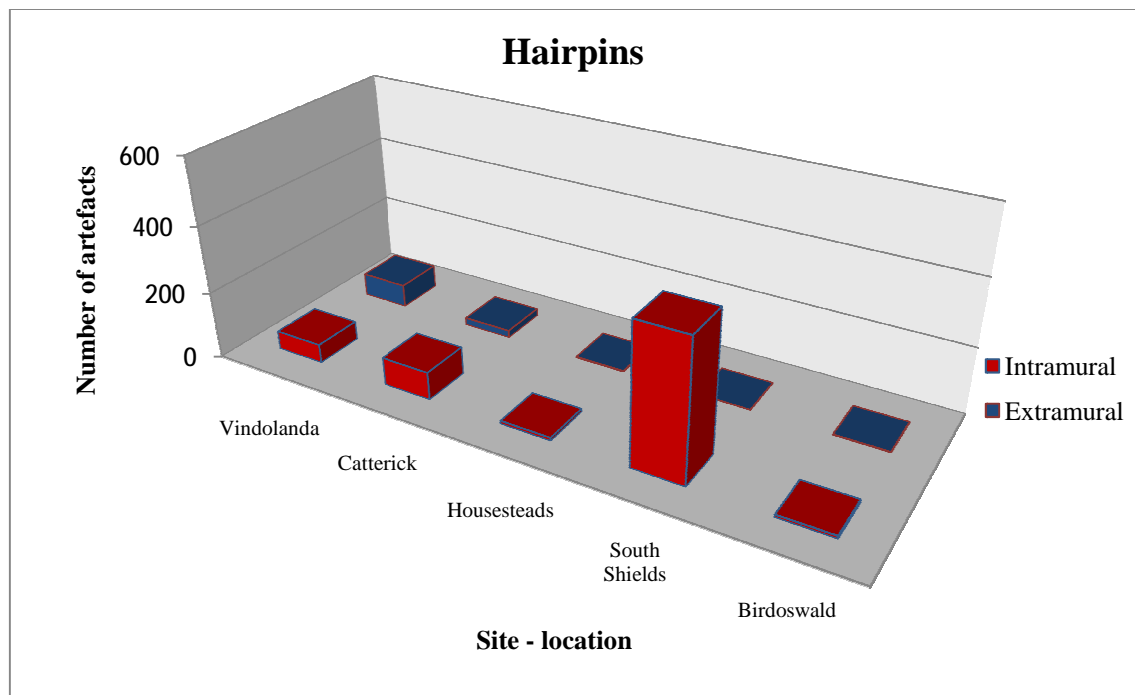 Hairpins
600
400
200
0
Number of artefacts
Vindolanda
Catterick
Housesteads
South
Shields
Birdoswald
Site - location
Intramural
Extramural